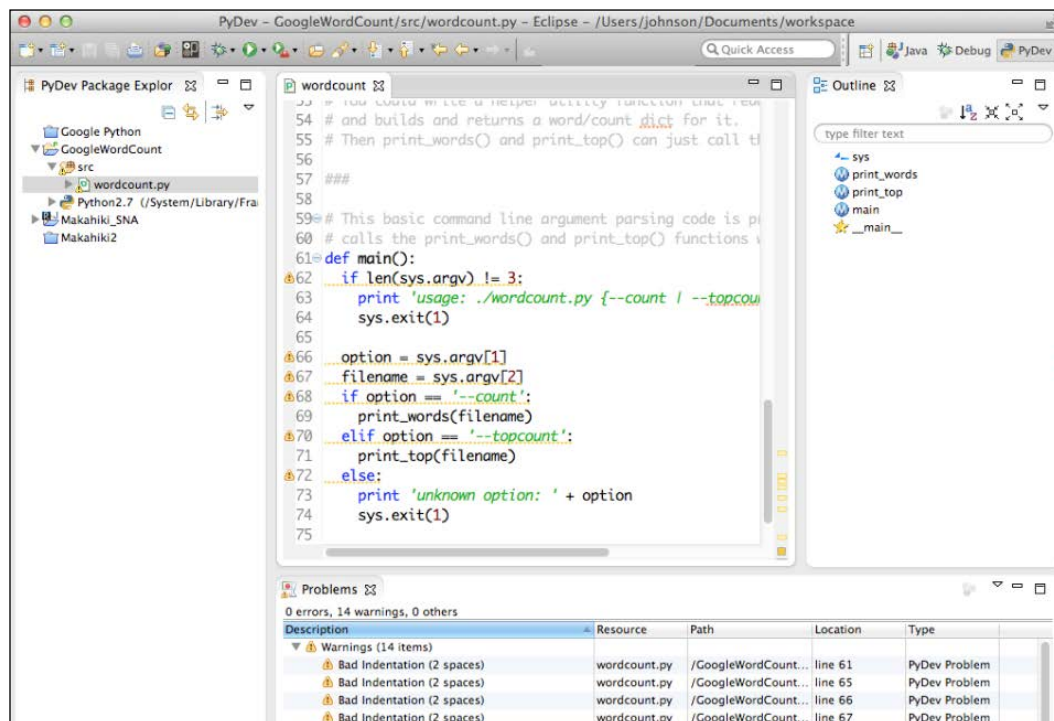 PyDev - GoogleWordCount/src/wordcount.py - Eclipse - /Users/johnson/Documents/workspace
Quick Access
Java
Debug
PyDev
PyDev Package Explor
Google Python
GoogleWordCount
src
wordcount.py
Python2.7 (/System/Library/Fra
Makahiki_SNA
Makahiki2
wordcount
53 # You could write a helper utility function that
54 # and builds and returns a word/count dict for it.
55 # Then print_words() and print_top() can just call
56
57 ###
58
59 # This basic command line argument parsing code is
60 # calls the print_words() and print_top() functions
61 def main():
62 if len(sys.argv) != 3:
63 print 'usage: ./wordcount.py {--count | --topcou
64 sys.exit(1)
65
66 option = sys.argv[1]
67 filename = sys.argv[2]
68 if option == '--count':
69 print_words(filename)
70 elif option == '--topcount':
71 print_top(filename)
72 else:
73 print 'unknown option: ' + option
74 sys.exit(1)
75
Outline
type filter text
sys
print_words
print_top
main
__main__
Problems
0 errors, 14 warnings, 0 others
Description Resource Path Location Type
Warnings (14 items)
Bad Indentation (2 spaces) wordcount.py /GoogleWordCount... line 61 PyDev Problem
Bad Indentation (2 spaces) wordcount.py /GoogleWordCount... line 65 PyDev Problem
Bad Indentation (2 spaces) wordcount.py /GoogleWordCount... line 66 PyDev Problem
Bad Indentation (2 spaces) wordcount.py /GoogleWordCount... line 67 PyDev Problem